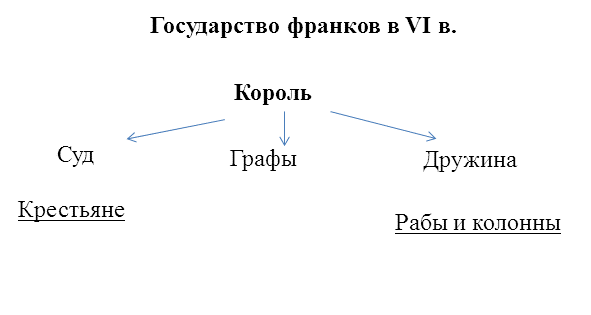 Государство франков в VI в.
Король
Суд
Графы
Дружина
Крестьяне
Рабы и колонны